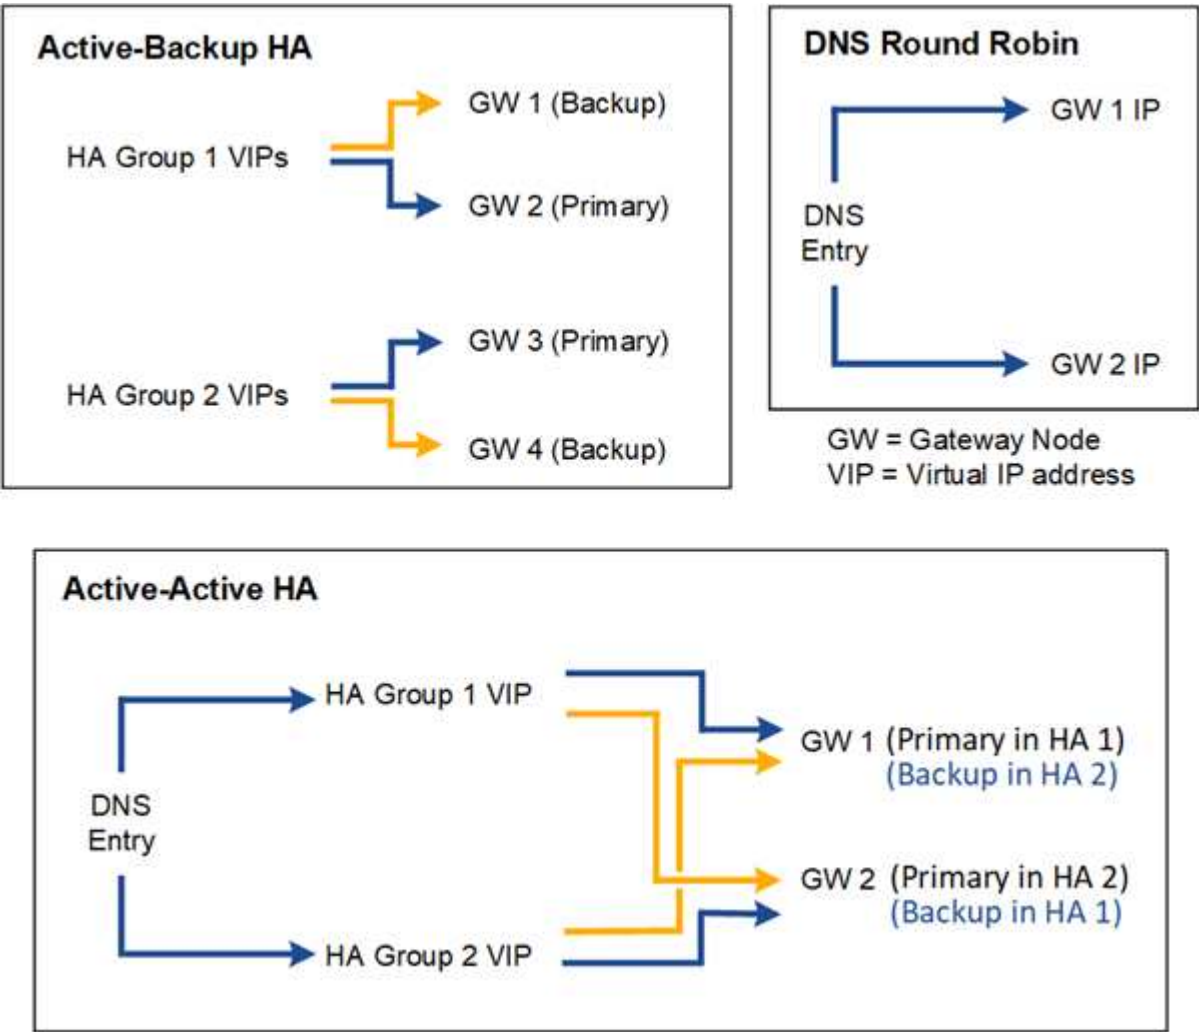 Active-Backup HA
HA Group 1 VIPs
GW 1 (Backup)
GW 2 (Primary)
HA Group 2 VIPs
GW 3 (Primary)
GW 4 (Backup)
DNS Round Robin
GW 1 IP
DNS
Entry
GW 2 IP
GW = Gateway Node
VIP = Virtual IP address
Active-Active HA
DNS
Entry
HA Group 1 VIP
HA Group 2 VIP
GW 1 (Primary in HA 1)
(Backup in HA 2)
GW 2 (Primary in HA 2)
(Backup in HA 1)